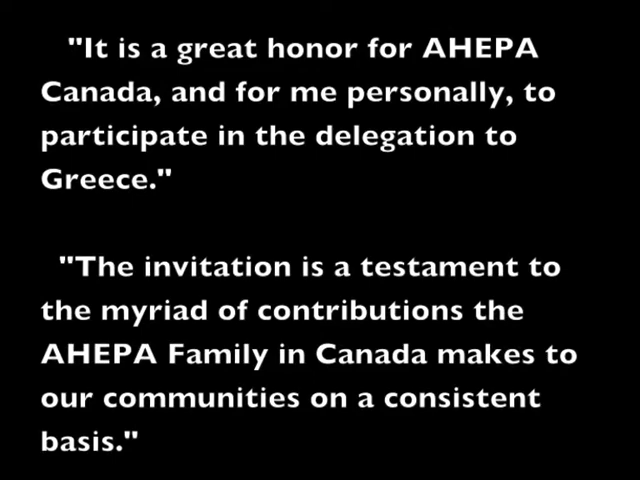 "It is a great honor for AHEPA
Canada, and for me personally, to
participate in the delegation to
Greece."
"The invitation is a testament to
the myriad of contributions the
AHEPA Family in Canada makes to
our communities on a consistent
basis."